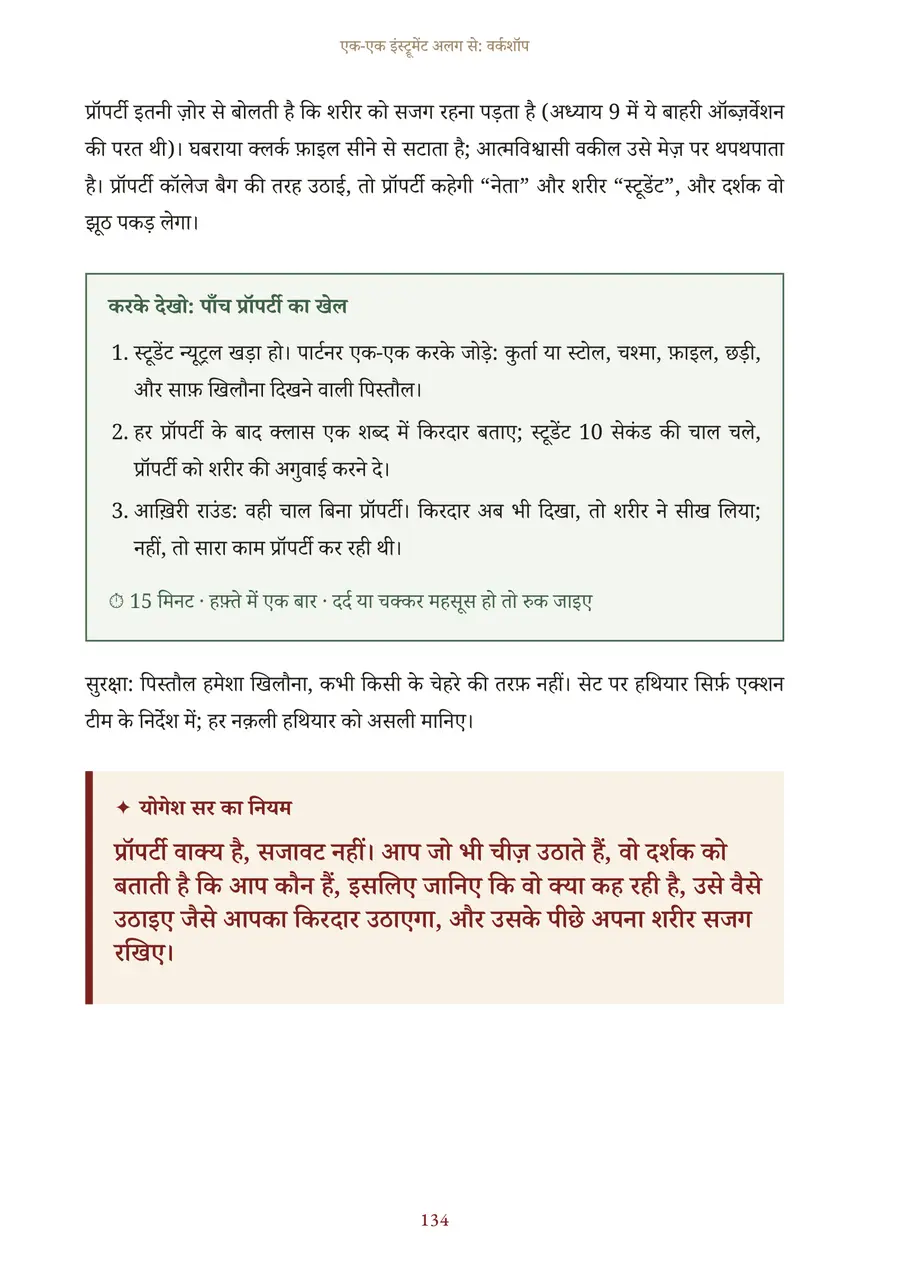 एक-एक इंस्ट्रूमेंट अलग से: वर्कशॉप
प्रॉपर्टी इतनी ज़ोर से बोलती है कि शरीर को सजग रहना पड़ता है (अध्याय 9 में ये बाहरी ऑब्ज़र्वेशन
की परत थी)। घबराया क्लर्क फ़ाइल सीने से सटाता है; आत्मविश्वासी वकील उसे मेज़ पर थपथपाता
है। प्रॉपर्टी कॉलेज बैग की तरह उठाई, तो प्रॉपर्टी कहेगी “नेता” और शरीर “स्टूडेंट”, और दर्शक वो
झूठ पकड़ लेगा।
करके देखो: पाँच प्रॉपर्टी का खेल
1. स्टूडेंट न्यूट्रल खड़ा हो। पार्टनर एक-एक करके जोड़े: कुर्ता या स्टोल, चश्मा, फ़ाइल, छड़ी,
और साफ़ खिलौना दिखने वाली पिस्तौल।
2. हर प्रॉपर्टी के बाद क्लास एक शब्द में किरदार बताए; स्टूडेंट 10 सेकंड की चाल चले,
प्रॉपर्टी को शरीर की अगुवाई करने दे।
3. आख़िरी राउंड: वही चाल बिना प्रॉपर्टी। किरदार अब भी दिखा, तो शरीर ने सीख लिया;
नहीं, तो सारा काम प्रॉपर्टी कर रही थी।
⏱ 15 मिनट · हफ़्ते में एक बार · दर्द या चक्कर महसूस हो तो रुक जाइए
सुरक्षा: पिस्तौल हमेशा खिलौना, कभी किसी के चेहरे की तरफ़ नहीं। सेट पर हथियार सिर्फ़ एक्शन
टीम के निर्देश में; हर नक़ली हथियार को असली मानिए।
✦ योगेश सर का नियम
प्रॉपर्टी वाक्य है, सजावट नहीं। आप जो भी चीज़ उठाते हैं, वो दर्शक को
बताती है कि आप कौन हैं, इसलिए जानिए कि वो क्या कह रही है, उसे वैसे
उठाइए जैसे आपका किरदार उठाएगा, और उसके पीछे अपना शरीर सजग
रखिए।
134